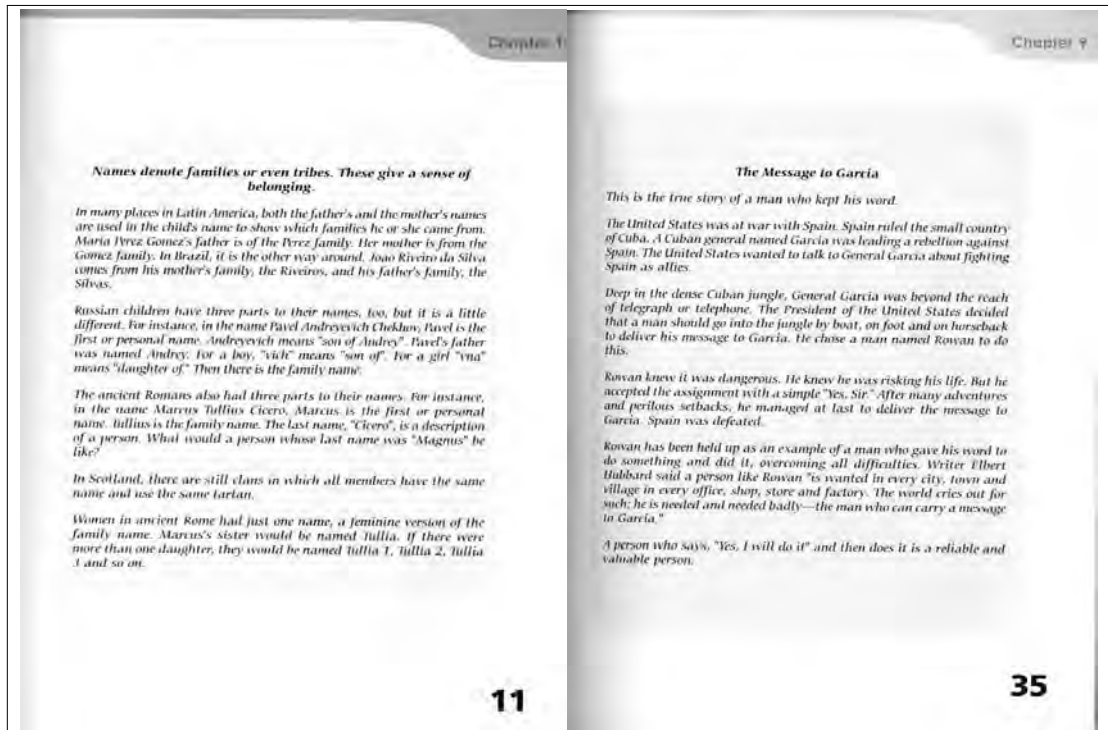 Chapter 1
Names denote families or even tribes. These give a sense of
belonging.
In many places in Latin America, both the father's and the mother's names
are used in the child's name to show which families he or she came from.
Maria Perez Gomez's father is of the Perez family. Her mother is from the
Gomez family. In Brazil, it is the other way around. Joao Riveiro da Silva
comes from his mother's family, the Riveiros, and his father's family, the
Silvas.
Russian children have three parts to their names, too, but it is a little
different. For instance, in the name Pavel Andreyevich Chekhov, Pavel is the
first or personal name. Andreyevich means "son of Andrey". Pavel's father
was named Andrey. For a boy, "vich" means "son of". For a girl "vna"
means "daughter of." Then there is the family name.
The ancient Romans also had three parts to their names. For instance,
in the name Marcus Tullius Cicero, Marcus is the first or personal
name. Tullius is the family name. The last name, "Cicero", is a description
of a person. What would a person whose last name was "Magnus" be
like?
In Scotland, there are still clans in which all members have the same
name and use the same tartan.
Women in ancient Rome had just one name, a feminine version of the
family name. Marcus's sister would be named Tullia. If there were
more than one daughter, they would be named Tullia 1, Tullia 2, Tullia
3 and so on.
11
Chapter 9
The Message to Garcia
This is the true story of a man who kept his word.
The United States was at war with Spain. Spain ruled the small country
of Cuba. A Cuban general named Garcia was leading a rebellion against
Spain. The United States wanted to talk to General Garcia about fighting
Spain as allies.
Deep in the dense Cuban jungle, General Garcia was beyond the reach
of telegraph or telephone. The President of the United States decided
that a man should go into the jungle by boat, on foot and on horseback
to deliver his message to Garcia. He chose a man named Rowan to do
this.
Rowan knew it was dangerous. He knew he was risking his life. But he
accepted the assignment with a simple "Yes, Sir." After many adventures
and perilous setbacks, he managed at last to deliver the message to
Garcia. Spain was defeated.
Rowan has been held up as an example of a man who gave his word to
do something and did it, overcoming all difficulties. Writer Elbert
Hubbard said a person like Rowan "is wanted in every city, town and
village in every office, shop, store and factory. The world cries out for
such; he is needed and needed badly—the man who can carry a message
to Garcia."
A person who says, "Yes, I will do it" and then does it is a reliable and
valuable person.
35